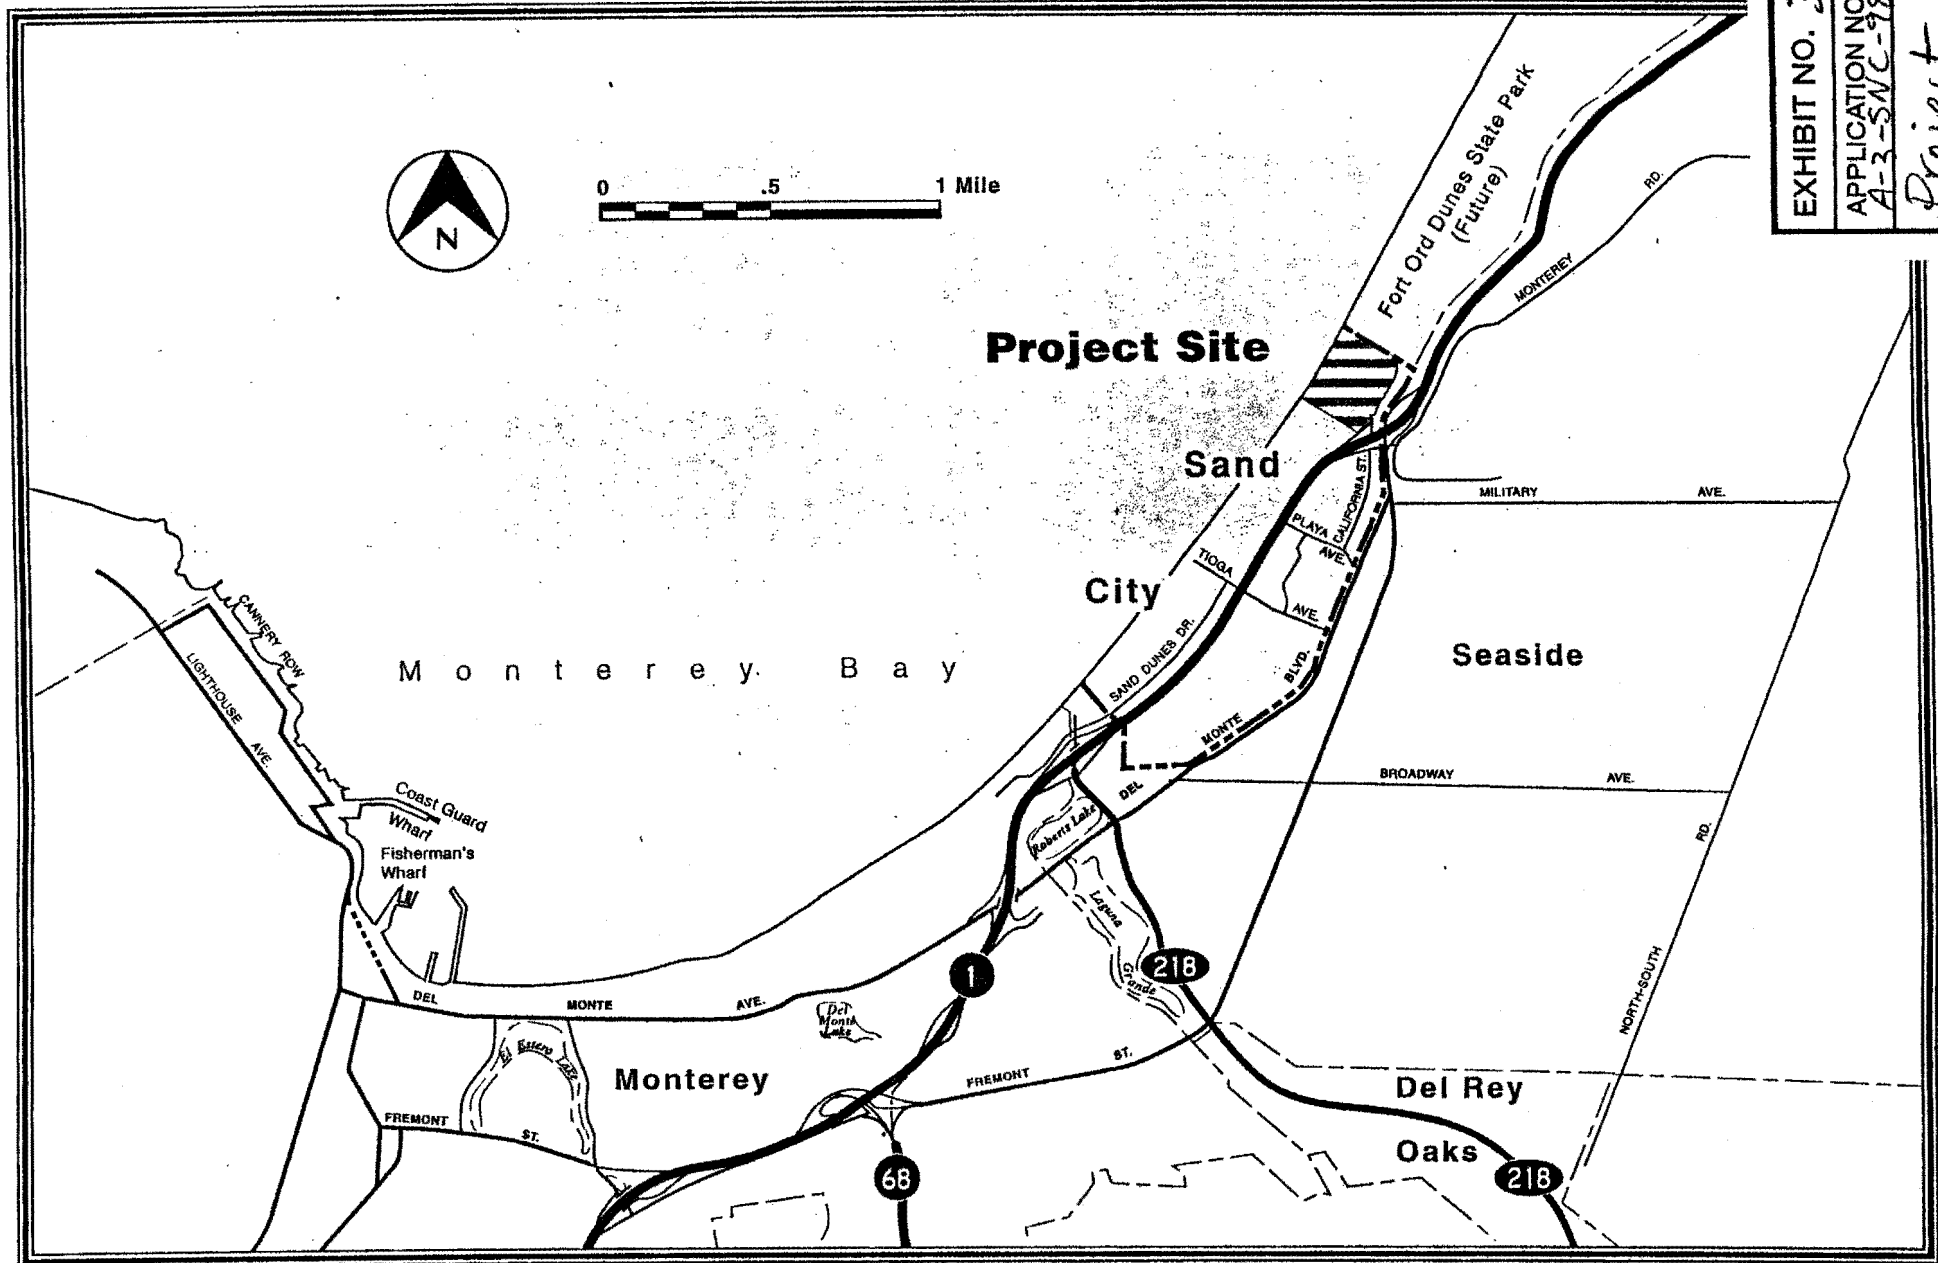 EXHIBIT NO.
APPLICATION NO
A-3-SNC-98
Project
N
0 .5 1 Mile
Fort Ord Dunes State Park
(Future)
RD.
MONTEREY
Project Site
Sand
City
CALIFORNIA ST.
PLAYA
AVE.
TIOGA
AVE.
MILITARY AVE.
SAND DUNES DR.
Seaside
BLVD.
MONTE
DEL
Monterey Bay
CANNERY ROW
LIGHTHOUSE
AVE.
BROADWAY AVE.
Coast Guard
Wharf
Fisherman's
Wharf
Roberts Lake
Laguna
Grande
RD.
NORTH-SOUTH
1
218
DEL MONTE AVE.
Del
Monte
Lake
El Estero Lake
Monterey
FREMONT ST.
FREMONT ST.
68
Del Rey
Oaks
218